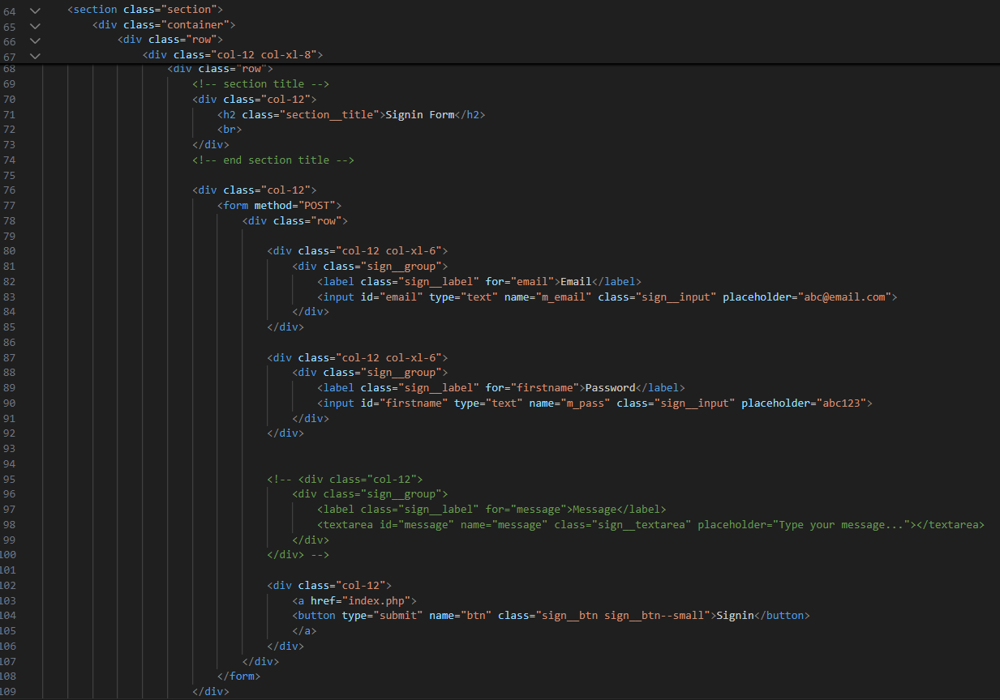 64 <section class="section">
65 <div class="container">
66 <div class="row">
67 <div class="col-12 col-xl-8">
68 <div class="row">
69 <!-- section title -->
70 <div class="col-12">
71 <h2 class="section__title">Signin Form</h2>
72 <br>
73 </div>
74 <!-- end section title -->
75
76 <div class="col-12">
77 <form method="POST">
78 <div class="row">
79
80 <div class="col-12 col-xl-6">
81 <div class="sign__group">
82 <label class="sign__label" for="email">Email</label>
83 <input id="email" type="text" name="m_email" class="sign__input" placeholder="abc@email.com">
84 </div>
85 </div>
86
87 <div class="col-12 col-xl-6">
88 <div class="sign__group">
89 <label class="sign__label" for="firstname">Password</label>
90 <input id="firstname" type="text" name="m_pass" class="sign__input" placeholder="abc123">
91 </div>
92 </div>
93
94
95 <!-- <div class="col-12">
96 <div class="sign__group">
97 <label class="sign__label" for="message">Message</label>
98 <textarea id="message" name="message" class="sign__textarea" placeholder="Type your message..."></textarea>
99 </div>
100 </div> -->
101
102 <div class="col-12">
103 <a href="index.php">
104 <button type="submit" name="btn" class="sign__btn sign__btn--small">Signin</button>
105 </a>
106 </div>
107 </div>
108 </form>
109 </div>